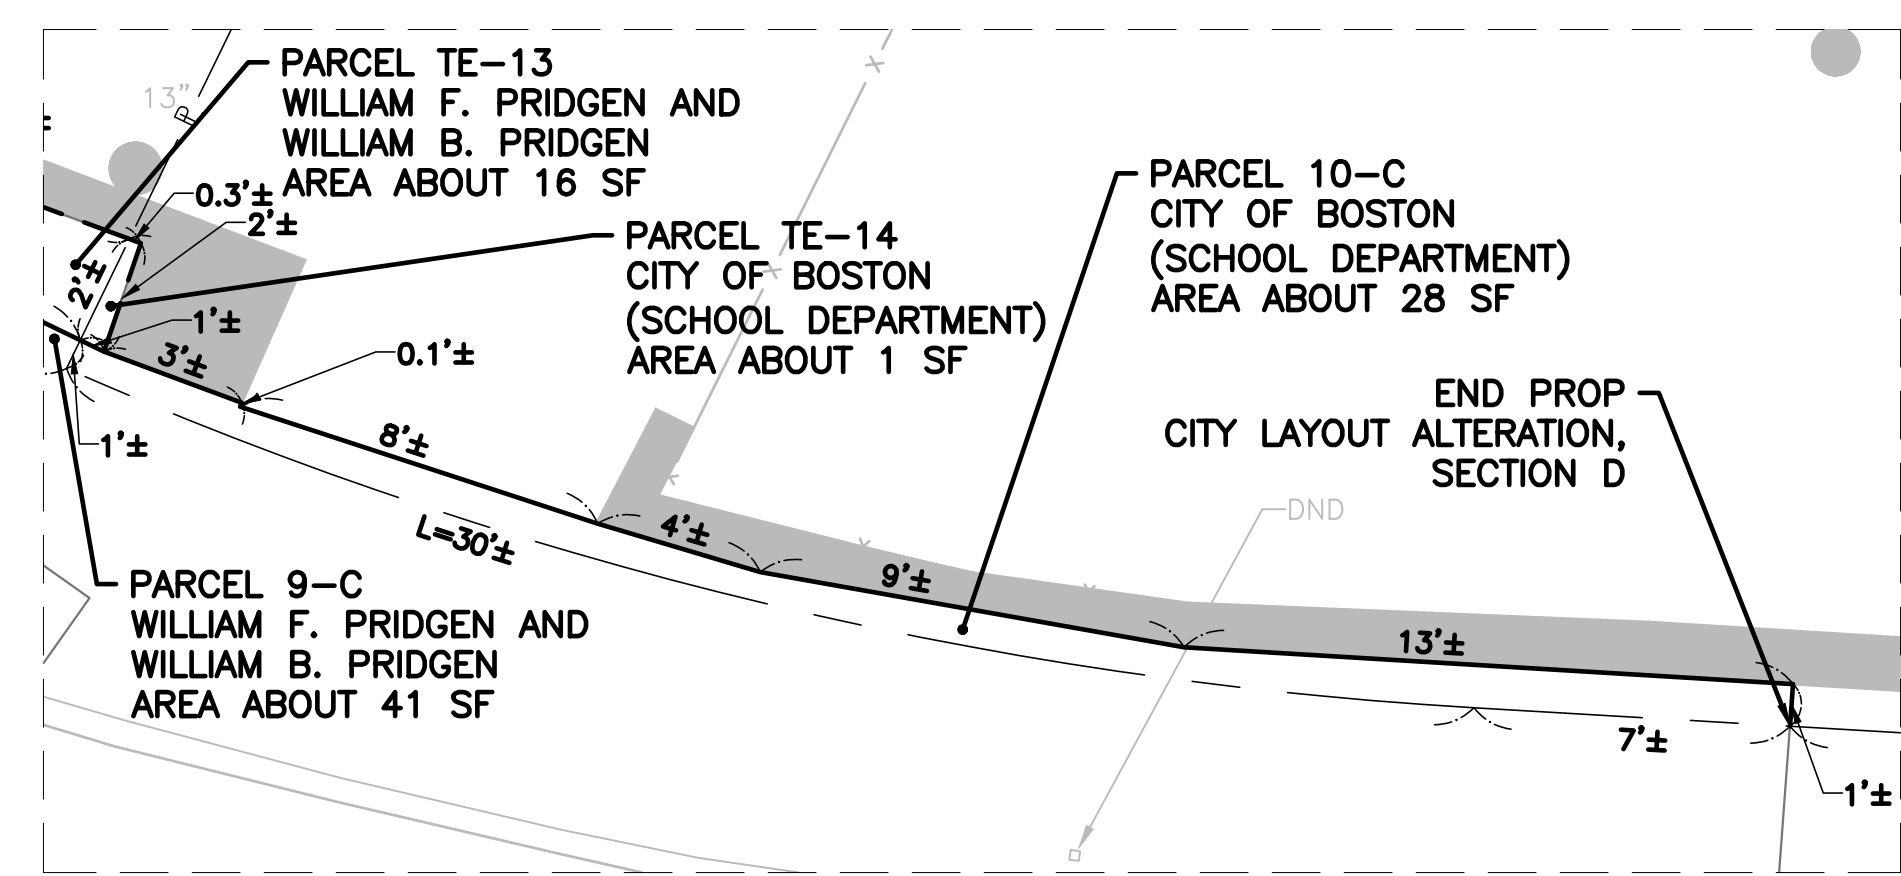 PARCEL TE-13
WILLIAM F. PRIDGEN AND
WILLIAM B. PRIDGEN
AREA ABOUT 16 SF
13"
P
0.3'±
2'±
2'±
1'±
3'±
0.1'±
1'±
PARCEL TE-14
CITY OF BOSTON
(SCHOOL DEPARTMENT)
AREA ABOUT 1 SF
PARCEL 10-C
CITY OF BOSTON
(SCHOOL DEPARTMENT)
AREA ABOUT 28 SF
END PROP
CITY LAYOUT ALTERATION,
SECTION D
8'±
L=30'±
4'±
9'±
DND
13'±
7'±
1'±
PARCEL 9-C
WILLIAM F. PRIDGEN AND
WILLIAM B. PRIDGEN
AREA ABOUT 41 SF